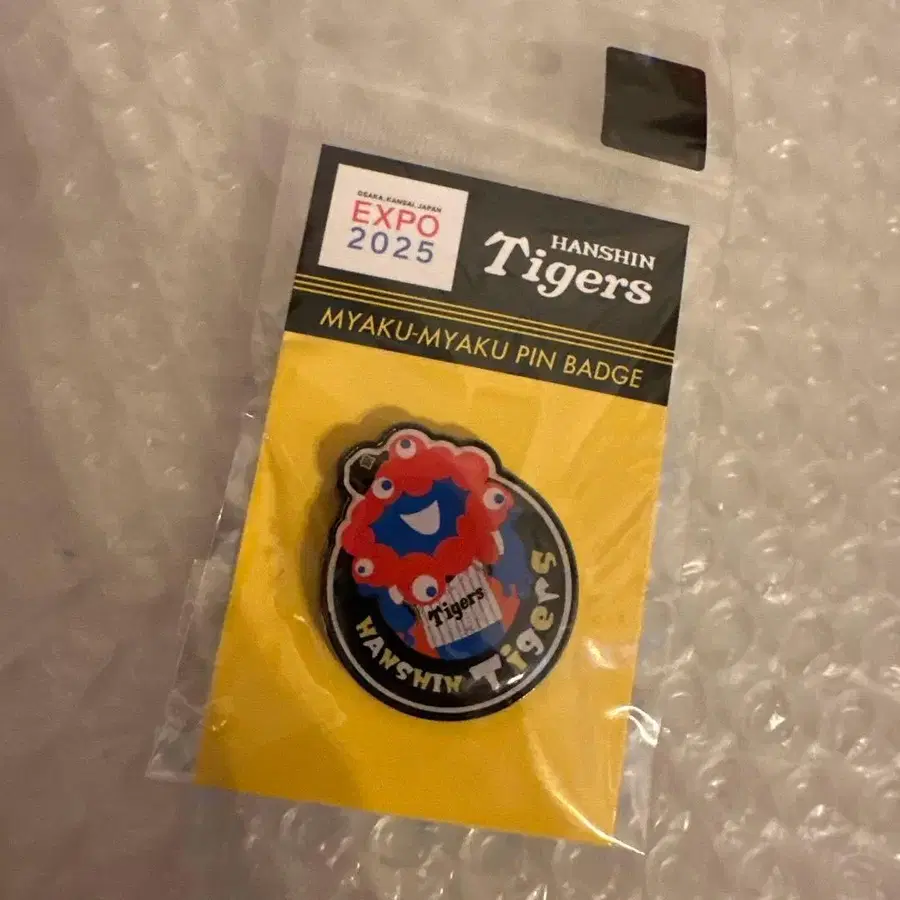 OSAKA, KANSAI, JAPAN
EXPO
2025
HANSHIN
Tigers
MYAKU-MYAKU PIN BADGE
Tigers
HANSHIN Tigers